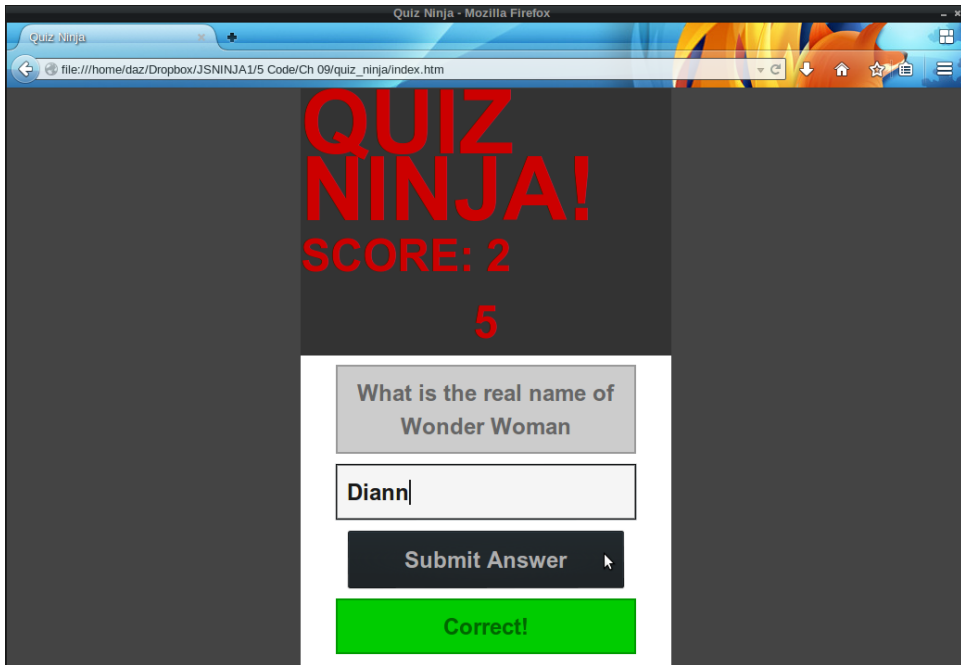 Quiz Ninja - Mozilla Firefox
Quiz Ninja
file:///home/daz/Dropbox/JSNINJA1/5 Code/Ch 09/quiz_ninja/index.htm
QUIZ
NINJA!
SCORE: 2
5
What is the real name of
Wonder Woman
Diann
Submit Answer
Correct!